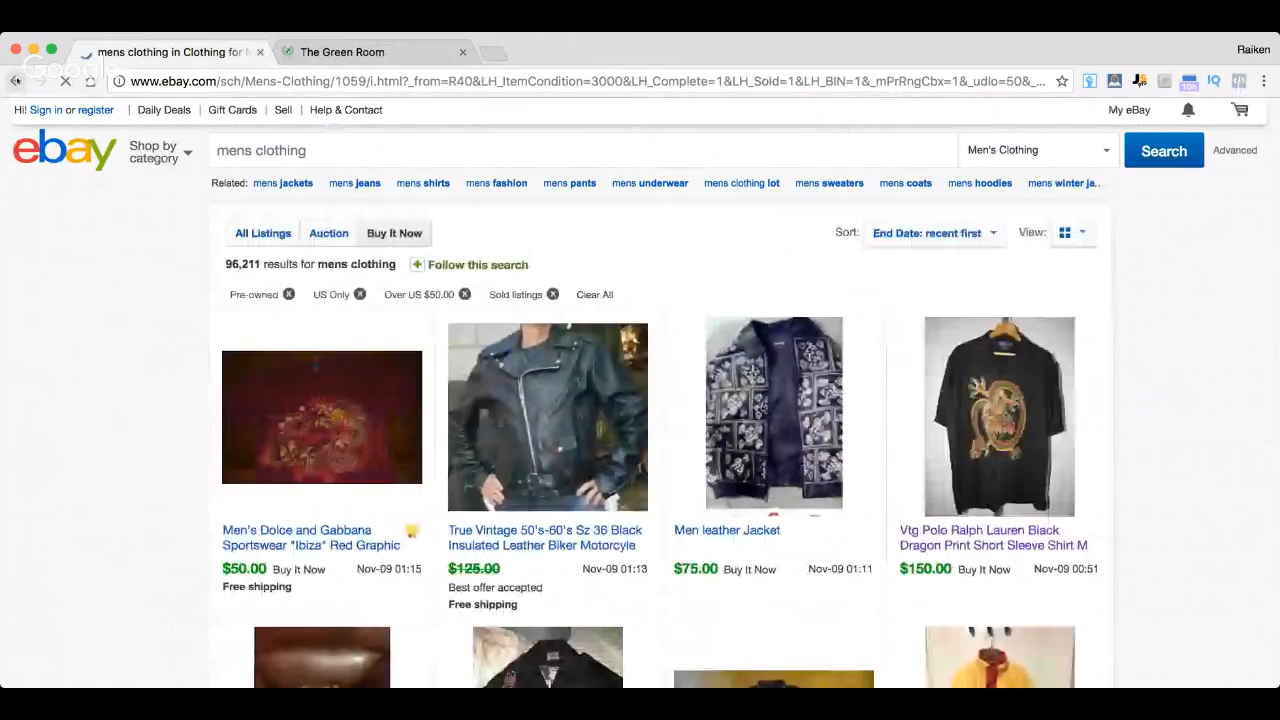 mens clothing in Clothing for M
The Green Room
Raiken
Google
www.ebay.com/sch/Mens-Clothing/1059/i.html?_from=R40&LH_ItemCondition=3000&LH_Complete=1&LH_Sold=1&LH_BIN=1&_mPrRngCbx=1&_udlo=50&_...
10h
IQ
Hi! Sign in or register
Daily Deals
Gift Cards
Sell
Help & Contact
My eBay
ebay
Shop by category
mens clothing
Men's Clothing
Search
Advanced
Related: mens jackets mens jeans mens shirts mens fashion mens pants mens underwear mens clothing lot mens sweaters mens coats mens hoodies mens winter ja..
All Listings
Auction
Buy It Now
Sort: End Date: recent first
View:
96,211 results for mens clothing
Follow this search
Pre-owned
US Only
Over US $50.00
Sold listings
Clear All
Men's Dolce and Gabbana
Sportswear "Ibiza" Red Graphic
$50.00 Buy It Now Nov-09 01:15
Free shipping
True Vintage 50's-60's Sz 36 Black
Insulated Leather Biker Motorcyle
$125.00 Nov-09 01:13
Best offer accepted
Free shipping
Men leather Jacket
$75.00 Buy It Now Nov-09 01:11
Vtg Polo Ralph Lauren Black
Dragon Print Short Sleeve Shirt M
$150.00 Buy It Now Nov-09 00:51